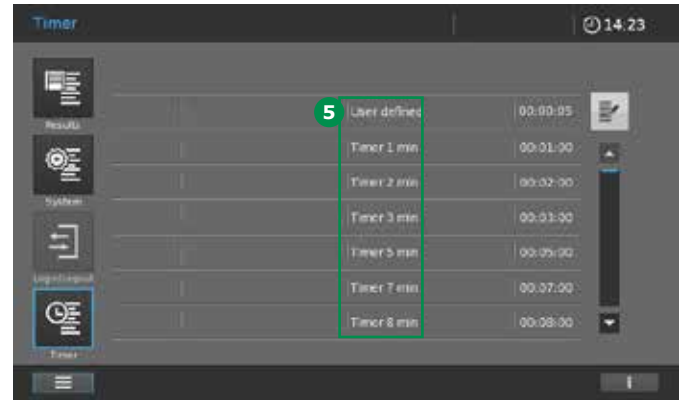 Timer
14.23
Results
5 User defined 00:00:05
Timer 1 min 00:01:00
System
Timer 2 min 00:02:00
Timer 3 min 00:03:00
Timer 5 min 00:05:00
Timer 7 min 00:07:00
Timer 8 min 00:08:00
Timer
i